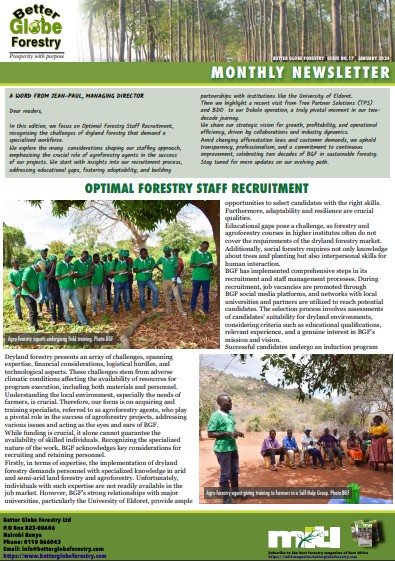 Better
Globe
Forestry
Prosperity with purpose
BETTER GLOBE FORESTRY ISSUE NO.17 JANUARY 2024
MONTHLY NEWSLETTER
A WORD FROM JEAN-PAUL, MANAGING DIRECTOR
Dear readers,
In this edition, we focus on Optimal Forestry Staff Recruitment,
recognising the challenges of dryland forestry that demand a
specialized workforce.
We explore the many considerations shaping our staffing approach,
emphasising the crucial role of agroforestry agents in the success
of our projects. We start with insights into our recruitment process,
addressing educational gaps, fostering adaptability, and building
partnerships with institutions like the University of Eldoret.
Then we highlight a recent visit from Tree Partner Solutions (TPS)
and BDO to our Dokolo operation, a truly pivotal moment in our two-
decade journey.
We share our strategic vision for growth, profitability, and operational
efficiency, driven by collaborations and industry dynamics.
Amid changing afforestation laws and customer demands, we uphold
transparency, professionalism, and a commitment to continuous
improvement, celebrating two decades of BGF in sustainable forestry.
Stay tuned for more updates on our evolving path.
OPTIMAL FORESTRY STAFF RECRUITMENT
Agro-forestry agents undergoing field training. Photo BGF
Dryland forestry presents an array of challenges, spanning
expertise, financial considerations, logistical hurdles, and
technological aspects. These challenges stem from adverse
climatic conditions affecting the availability of resources for
program execution, including both materials and personnel.
Understanding the local environment, especially the needs of
farmers, is crucial. Therefore, our focus is on acquiring and
training specialists, referred to as agroforestry agents, who play
a pivotal role in the success of agroforestry projects, addressing
various issues and acting as the eyes and ears of BGF.
While funding is crucial, it alone cannot guarantee the
availability of skilled individuals. Recognizing the specialized
nature of the work, BGF acknowledges key considerations for
recruiting and retaining personnel.
Firstly, in terms of expertise, the implementation of dryland
forestry demands personnel with specialized knowledge in arid
and semi-arid land forestry and agroforestry. Unfortunately,
individuals with such expertise are not readily available in the
job market. However, BGF's strong relationships with major
universities, particularly the University of Eldoret, provide ample
opportunities to select candidates with the right skills.
Furthermore, adaptability and resilience are crucial
qualities.
Educational gaps pose a challenge, as forestry and
agroforestry courses in higher institutes often do not
cover the requirements of the dryland forestry market.
Additionally, social forestry requires not only knowledge
about trees and planting but also interpersonal skills for
human interaction.
BGF has implemented comprehensive steps in its
recruitment and staff management processes. During
recruitment, job vacancies are promoted through
BGF social media platforms, and networks with local
universities and partners are utilized to reach potential
candidates. The selection process involves assessments
of candidates' suitability for dryland environments,
considering criteria such as educational qualifications,
relevant experience, and a genuine interest in BGF's
mission and vision.
Successful candidates undergo an induction program
Agro-forestry agent giving training to farmers in a Self-Help Group. Photo BGF
Better Globe Forestry Ltd
P.O Box 823-00606
Nairobi Kenya
Phone: 0110 066043
Email: info@betterglobeforestry.com
https://www.betterglobeforestry.com
miti
Subscribe to the best forestry magazine of East Africa